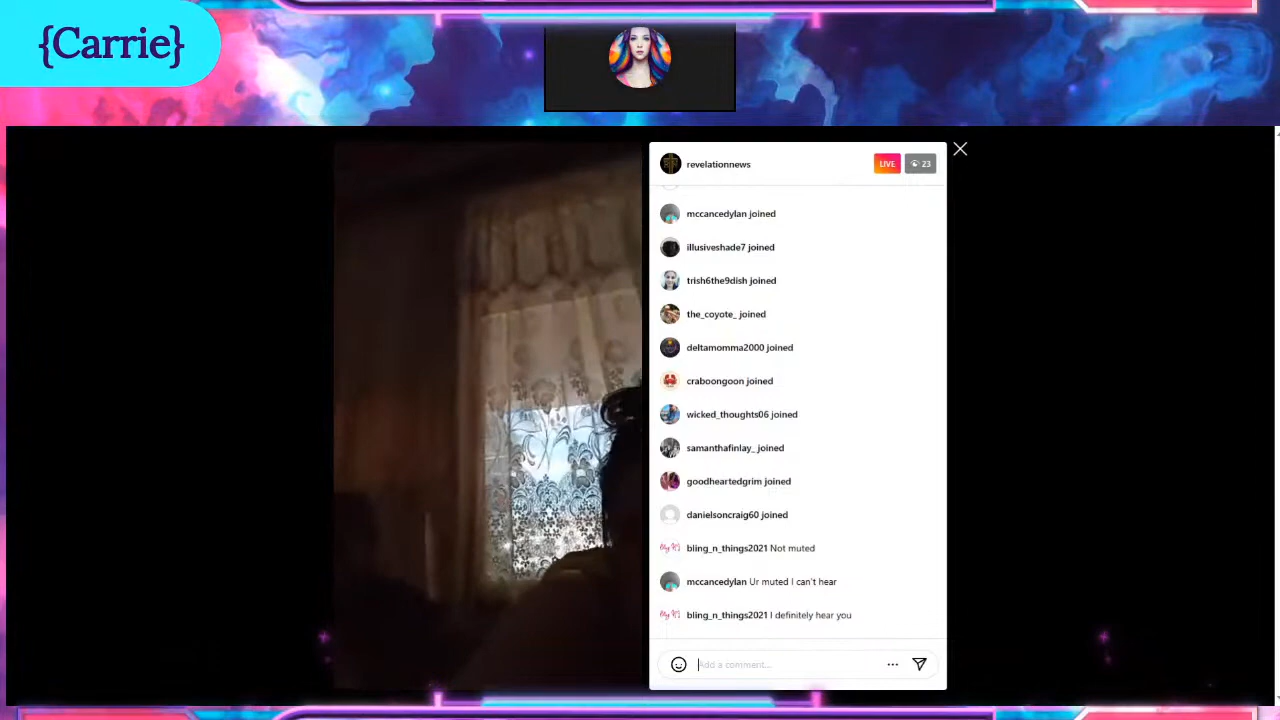 {Carrie}
revelationnews
LIVE 23
mccancedylan joined
illusiveshade7 joined
trish6the9dish joined
the_coyote_ joined
deltamomma2000 joined
craboongoon joined
wicked_thoughts06 joined
samanthafinlay_ joined
goodheartedgrim joined
danielsoncraig60 joined
bling_n_things2021 Not muted
mccancedylan Ur muted I can't hear
bling_n_things2021 I definitely hear you
Add a comment...